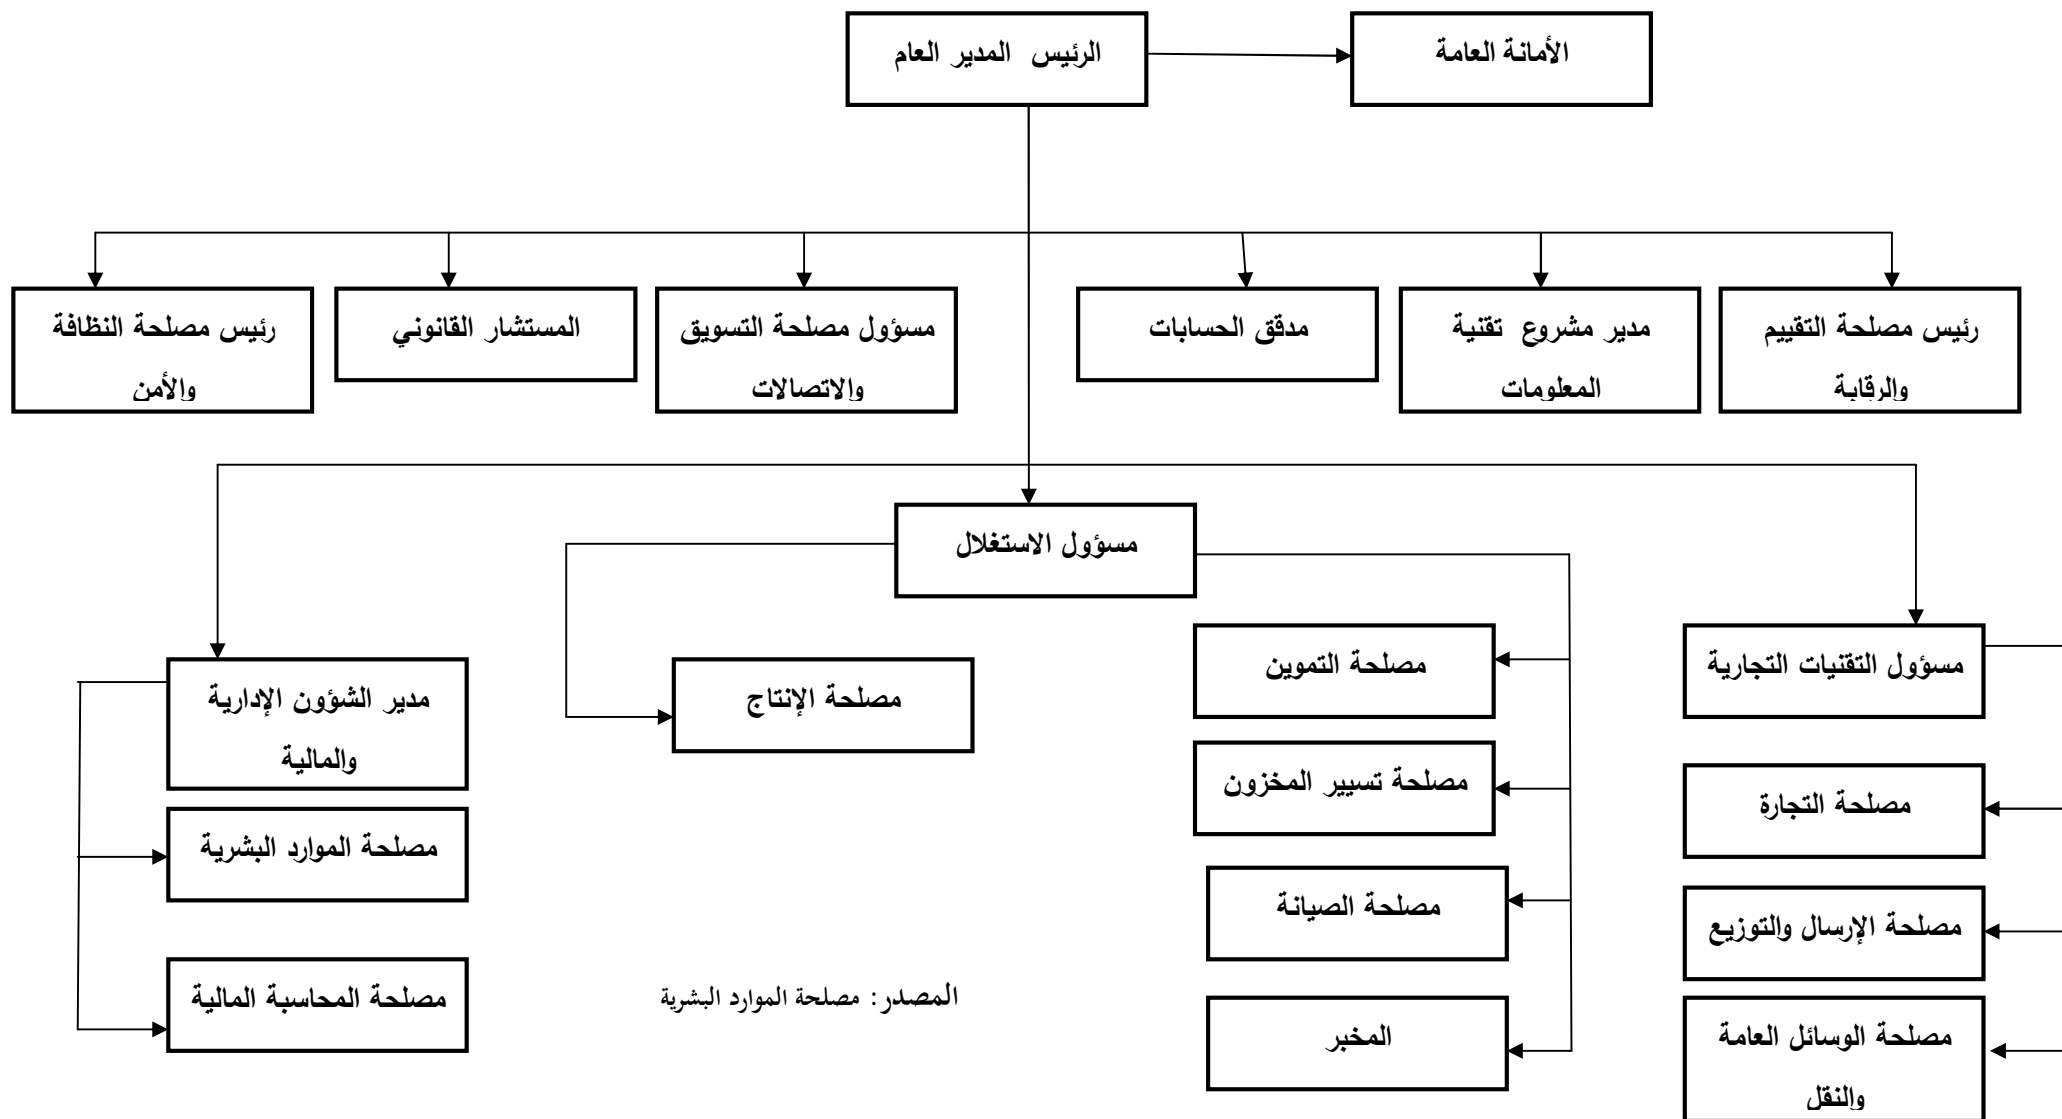 الرئيس المدير العام
الأمانة العامة
رئيس مصلحة التقييم
والرقابة
مدير مشروع تقنية
المعلومات
مدقق الحسابات
مسؤول مصلحة التسويق
والاتصالات
المستشار القانوني
رئيس مصلحة النظافة
والأمن
مسؤول الاستغلال
مسؤول التقنيات التجارية
مصلحة التجارة
مصلحة الإرسال والتوزيع
مصلحة الوسائل العامة
والنقل
مصلحة التموين
مصلحة تسيير المخزون
مصلحة الصيانة
المخبر
مصلحة الإنتاج
مدير الشؤون الإدارية
والمالية
مصلحة الموارد البشرية
مصلحة المحاسبة المالية
المصدر: مصلحة الموارد البشرية